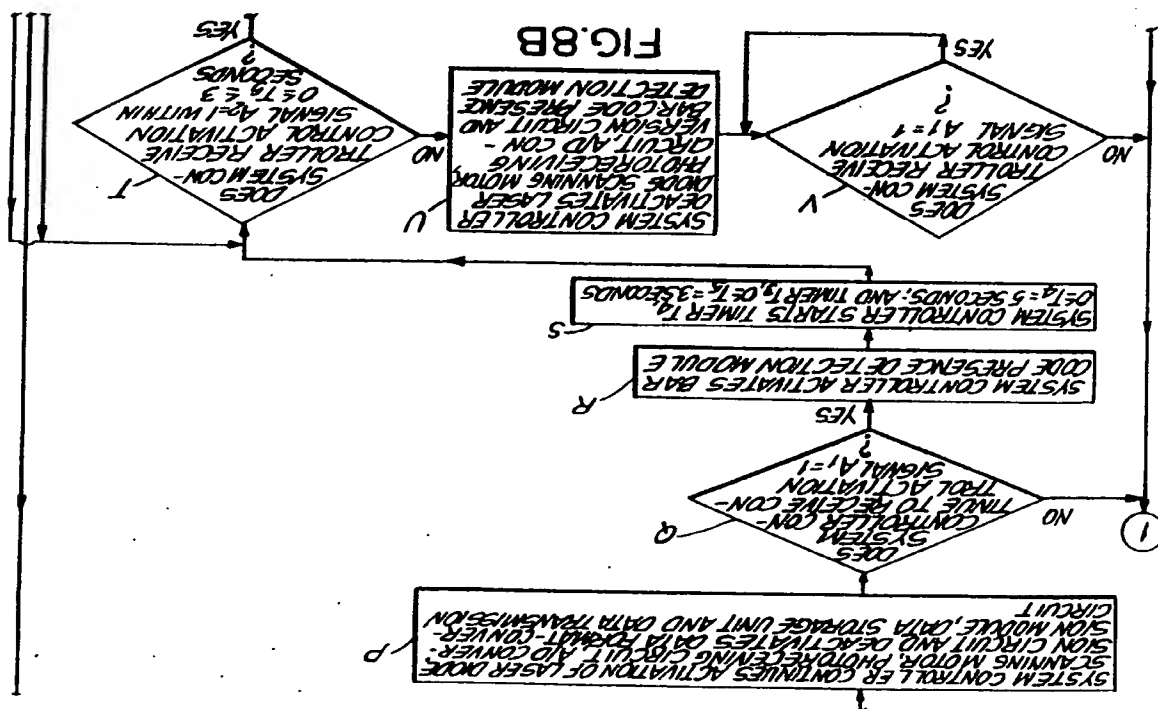 SYSTEM CONTROLLER CONTINUES ACTIVATION OF LASER DIODE
SCANNING MOTOR PHOTORECEIVING CIRCUIT A/D CONVER-
SION CIRCUIT AND DEACTIVATES DATA FORMAT-CONVER-
SION MODULE, DATA STORAGE UNIT AND DATA TRANSMISSION
CIRCUIT
P
1
DOES
SYSTEM
CONTROLLER CON-
TINUE TO RECEIVE CON-
TROL ACTIVATION
SIGNAL A₁=1
?
Q
NO
YES
SYSTEM CONTROLLER ACTIVATES BAR
CODE PRESENCE DETECTION MODULE
R
SYSTEM CONTROLLER STARTS TIMER T₄
0≤T₄=5 SECONDS; AND TIMER T₃, 0≤T₅=3 SECONDS
S
DOES
SYSTEM CON-
TROLLER RECEIVE
CONTROL ACTIVATION
SIGNAL A₁=1
?
V
NO
YES
SYSTEM CONTROLLER
DEACTIVATES LASER
DIODE SCANNING MOTOR,
PHOTORECEIVING
CIRCUIT A/D CON-
VERSION CIRCUIT AND
BAR CODE PRESENCE
DETECTION MODULE
U
DOES
SYSTEM CON-
TROLLER RECEIVE
CONTROL ACTIVATION
SIGNAL A₂=1 WITHIN
0≤T₅≤3
SECONDS
?
T
NO
YES
FIG.8B